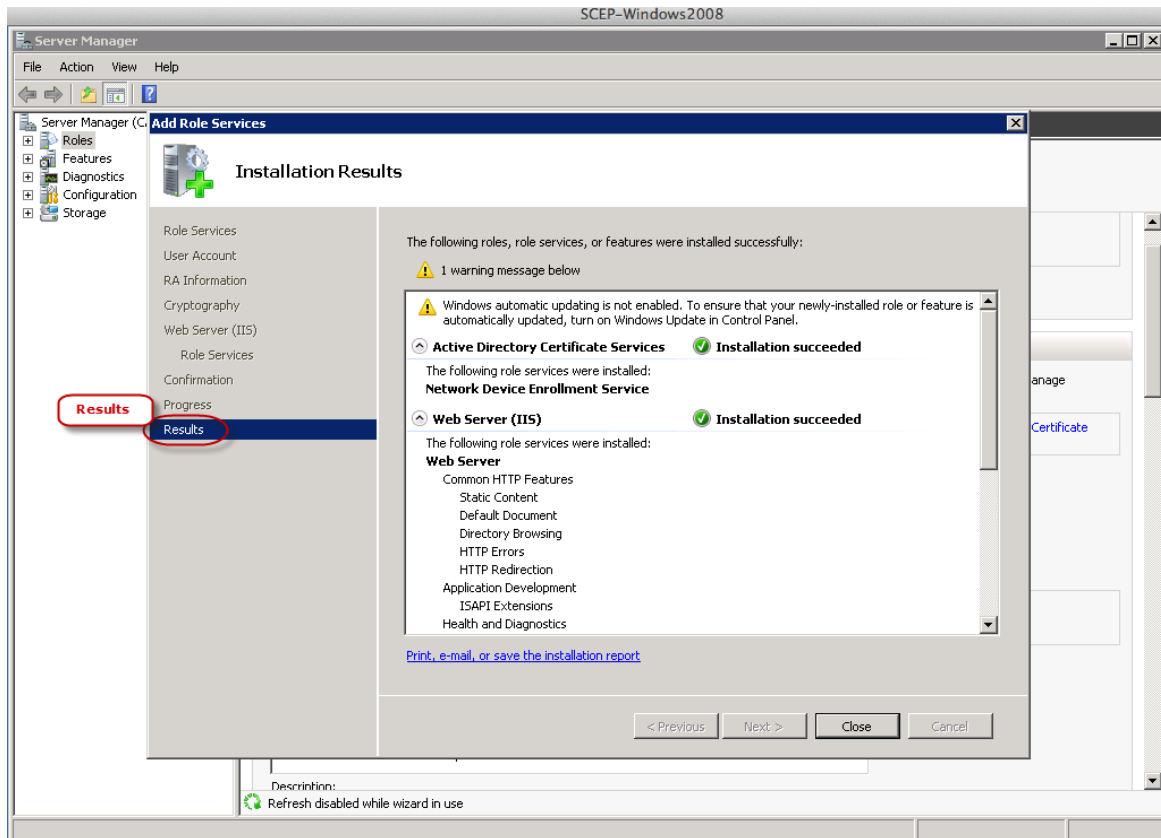 SCEP-Windows2008
Server Manager
File Action View Help
Server Manager (C
Roles
Features
Diagnostics
Configuration
Storage
Add Role Services
Installation Results
Role Services
User Account
RA Information
Cryptography
Web Server (IIS)
Role Services
Confirmation
Progress
Results
Results
The following roles, role services, or features were installed successfully:
1 warning message below
Windows automatic updating is not enabled. To ensure that your newly-installed role or feature is
automatically updated, turn on Windows Update in Control Panel.
Active Directory Certificate Services Installation succeeded
The following role services were installed:
Network Device Enrollment Service
Web Server (IIS) Installation succeeded
The following role services were installed:
Web Server
Common HTTP Features
Static Content
Default Document
Directory Browsing
HTTP Errors
HTTP Redirection
Application Development
ISAPI Extensions
Health and Diagnostics
Print, e-mail, or save the installation report
< Previous Next > Close Cancel
anage
Certificate
Description:
Refresh disabled while wizard in use